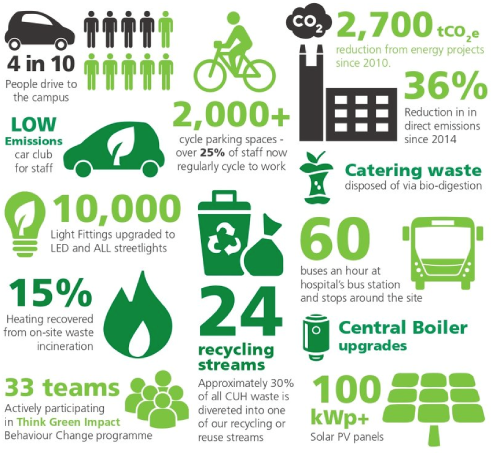 4 in 10
People drive to
the campus
CO2
2,700 tCO2e
reduction from energy projects
since 2010.
36%
Reduction in in
direct emissions
since 2014
2,000+
cycle parking spaces -
over 25% of staff now
regularly cycle to work
LOW
Emissions
car club
for staff
Catering waste
disposed of via bio-digestion
10,000
Light Fittings upgraded to
LED and ALL streetlights
60
buses an hour at
hospital's bus station
and stops around the site
15%
Heating recovered
from on-site waste
incineration
24
recycling
streams
Approximately 30%
of all CUH waste is
divereted into one
of our recycling or
reuse streams
Central Boiler
upgrades
33 teams
Actively participating
in Think Green Impact
Behaviour Change programme
100
kWp+
Solar PV panels